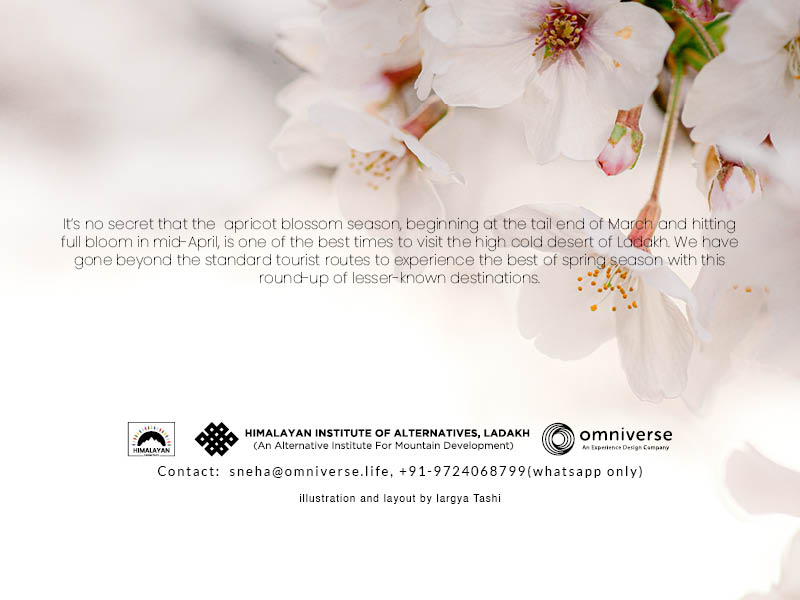 It's no secret that the apricot blossom season, beginning at the tail end of March and hitting
full bloom in mid-April, is one of the best times to visit the high cold desert of Ladakh. We have
gone beyond the standard tourist routes to experience the best of spring season with this
round-up of lesser-known destinations.
HIMALAYAN
HIMALAYAN INSTITUTE OF ALTERNATIVES, LADAKH
(An Alternative Institute For Mountain Development)
omniverse
An Experience Design Company
Contact: sneha@omniverse.life, +91-9724068799(whatsapp only)
illustration and layout by largya Tashi